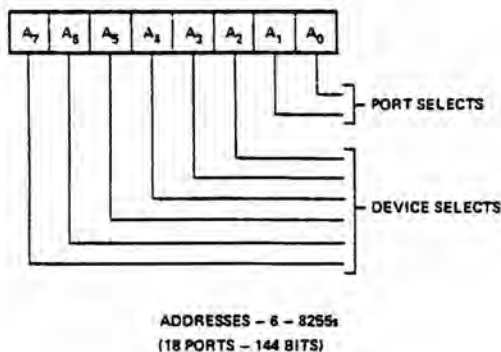 A7 A6 A5 A4 A3 A2 A1 A0
PORT SELECTS
DEVICE SELECTS
ADDRESSES – 6 – 8255s
(18 PORTS – 144 BITS)